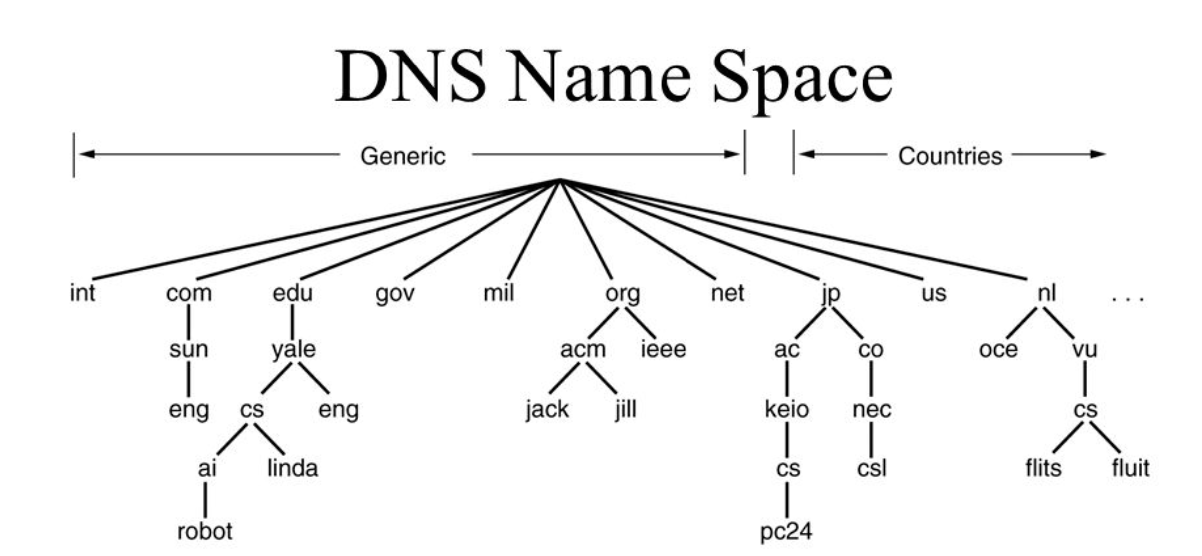 DNS Name Space
Generic Countries
int com edu gov mil org net jp us nl ...
sun yale acm ieee ac co oce vu
eng cs eng jack jill keio nec cs
ai linda cs csl flits fluit
robot pc24